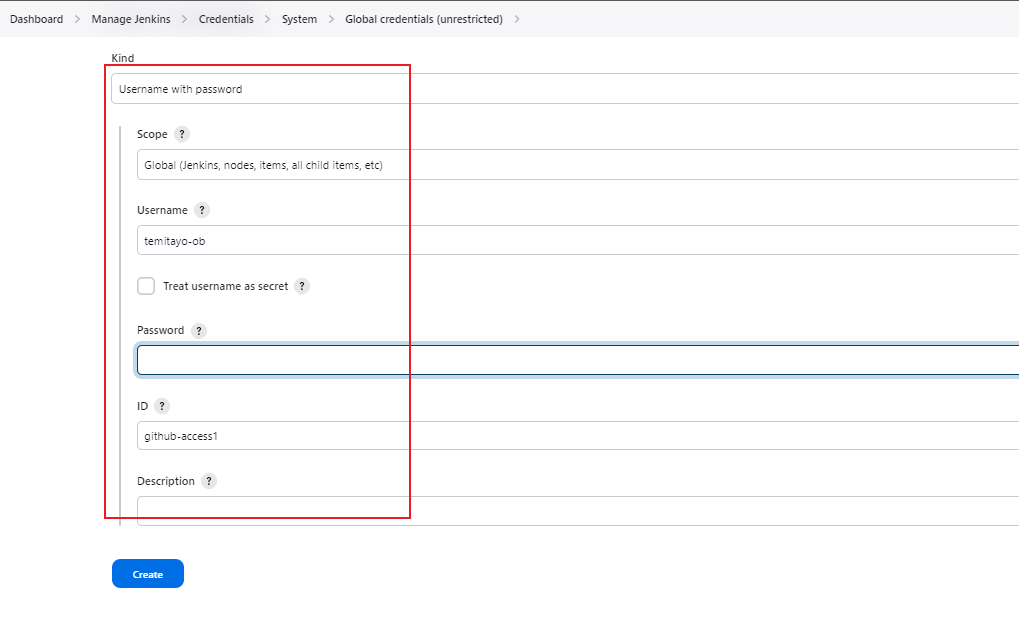 Dashboard > Manage Jenkins > Credentials > System > Global credentials (unrestricted) >
Kind
Username with password
Scope ?
Global (Jenkins, nodes, items, all child items, etc)
Username ?
temitayo-ob
Treat username as secret ?
Password ?
ID ?
github-access1
Description ?
Create